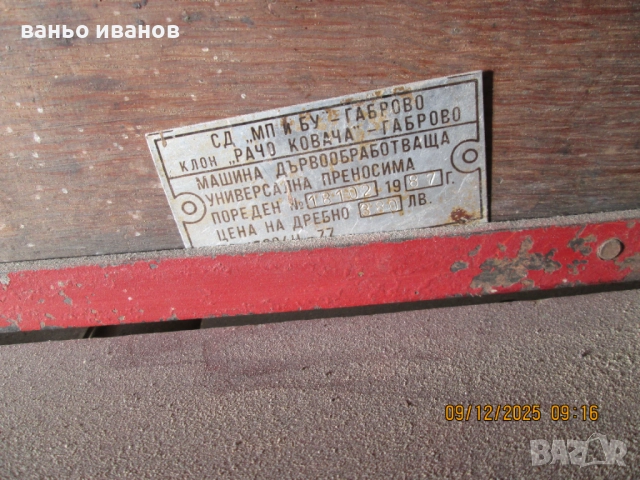 ваньо иванов
СД „МП И БУ" - ГАБРОВО
КЛОН „РАЧО КОВАЧА" - ГАБРОВО
МАШИНА ДЪРВООБРАБОТВАЩА
УНИВЕРСАЛНА ПРЕНОСИМА
ПОРЕДЕН № 1987 Г.
ЦЕНА НА ДРЕБНО ЛВ.
77
09/12/2025 09:16
BAZAR